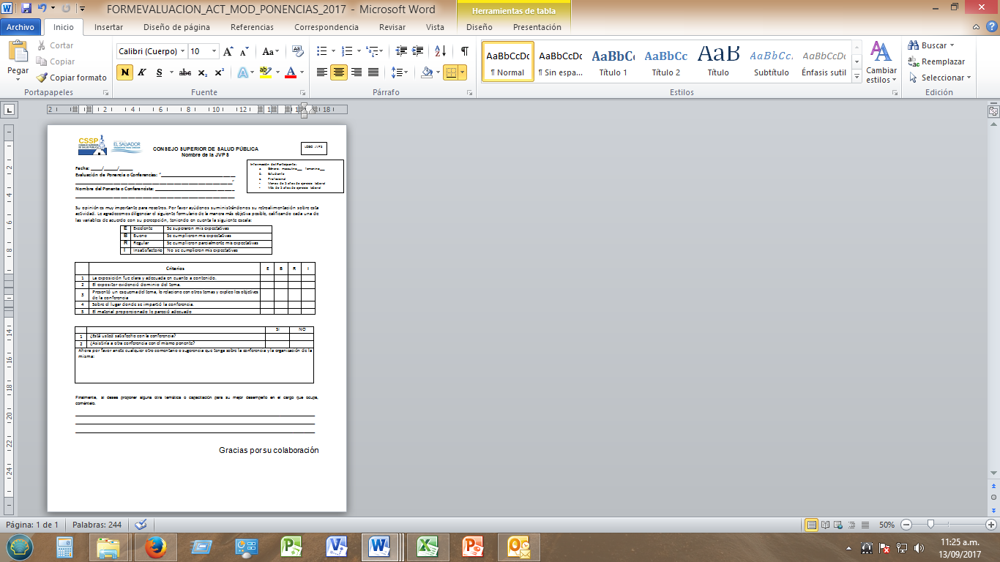 FORMEVALUACION_ACT_MOD_PONENCIAS_2017 - Microsoft Word
Herramientas de tabla
Archivo Inicio Insertar Diseño de página Referencias Correspondencia Revisar Vista Diseño Presentación
Pegar
Cortar
Copiar
Copiar formato
Portapapeles
Calibri (Cuerpo) 10
Fuente
Párrafo
AaBbCcDc AaBbCcDc AaBbCc AaBbCc AaB AaBbCc. AaBbCcDc
¶ Normal ¶ Sin espa... Título 1 Título 2 Título Subtítulo Énfasis sutil
Cambiar estilos
Estilos
Buscar
Reemplazar
Seleccionar
Edición
CSSP
EL SALVADOR
CONSEJO SUPERIOR DE SALUD PÚBLICA
Nombre de la JVPS
LOGO JVPS
Información del Participante:
a. Género: masculino__ femenino__
b. Estudiante
c. Profesional
• Menos de 2 años de ejercicio laboral
• Más de 2 años de ejercicio laboral
Fecha: ____/____/____
Evaluación de Ponencia o Conferencias: "
Nombre del Ponente o Conferencista:
Su opinión es muy importante para nosotros. Por favor ayúdenos suministrándonos su retroalimentación sobre esta
actividad. Le agradecemos diligenciar el siguiente formulario de la manera más objetiva posible, calificando cada una de
las variables de acuerdo con su percepción, teniendo en cuenta la siguiente escala:
E Excelente Se superaron mis expectativas
B Bueno Se cumplieron mis expectativas
R Regular Se cumplieron parcialmente mis expectativas
I Insatisfactorio No se cumplieron mis expectativas
Criterios E B R I
1 La exposición fue clara y adecuada en cuanto a contenido.
2 El expositor evidenció dominio del tema.
3 Presentó un esquema del tema, lo relaciono con otros temas y explico los objetivos
de la conferencia
4 Sobre el lugar donde se impartió la conferencia.
5 El material proporcionado le pareció adecuado
SI NO
1 ¿Está usted satisfecho con la conferencia?
2 ¿Asistiría a otra conferencia con el mismo ponente?
Ahora por favor anote cualquier otro comentario o sugerencia que tenga sobre la conferencia y la organización de la
misma:
Finalmente, si desea proponer alguna otra temática o capacitación para su mejor desempeño en el cargo que ocupa,
coméntelo.
Gracias por su colaboración
Página: 1 de 1 Palabras: 244 50%
11:25 a.m.
13/09/2017